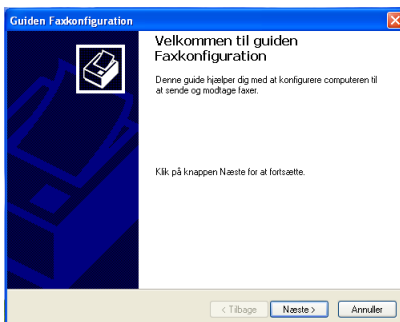 Guiden Faxkonfiguration
Velkommen til guiden
Faxkonfiguration
Denne guide hjælper dig med at konfigurere computeren til
at sende og modtage faxer.
Klik på knappen Næste for at fortsætte.
< Tilbage Næste > Annuller